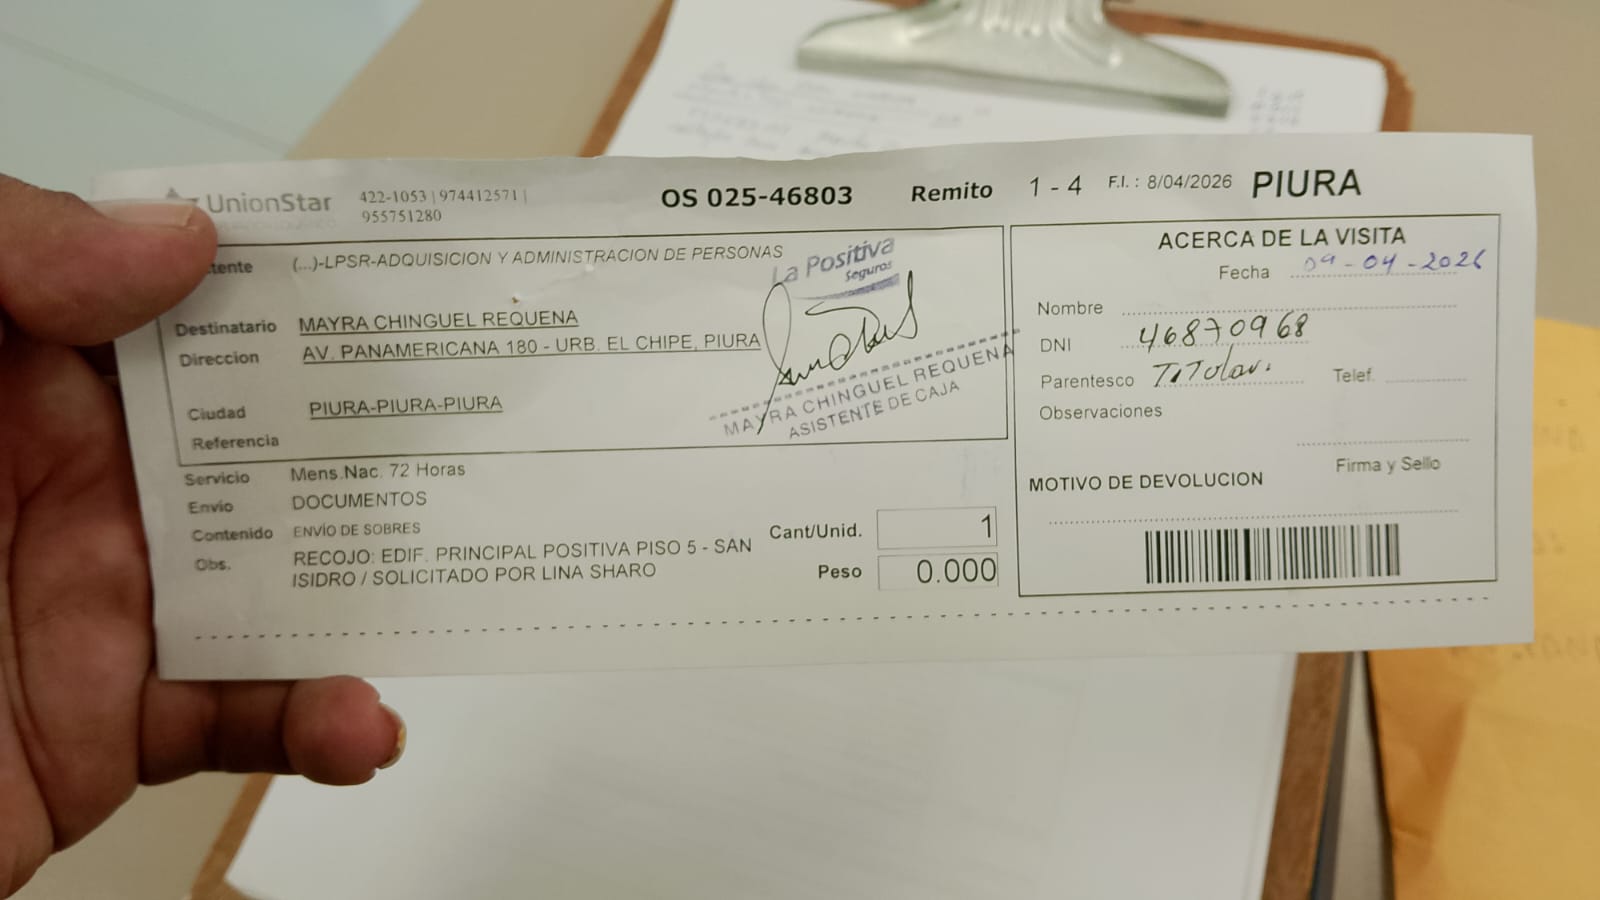 UnionStar 422-1053 | 974412571 | 955751280
OS 025-46803 Remito 1 - 4 F.I. : 8/04/2026 PIURA
tente (...)-LPSR-ADQUISICION Y ADMINISTRACION DE PERSONAS
Destinatario MAYRA CHINGUEL REQUENA
Direccion AV. PANAMERICANA 180 - URB. EL CHIPE, PIURA
Ciudad PIURA-PIURA-PIURA
Referencia
La Positiva
Seguros
MAYRA CHINGUEL REQUENA
ASISTENTE DE CAJA
Servicio Mens.Nac. 72 Horas
Envio DOCUMENTOS
Contenido ENVÍO DE SOBRES
Obs. RECOJO: EDIF. PRINCIPAL POSITIVA PISO 5 - SAN
ISIDRO / SOLICITADO POR LINA SHARO
Cant/Unid. 1
Peso 0.000
ACERCA DE LA VISITA
Fecha 09-04-2026
Nombre
DNI 46870968
Parentesco TiTolar. Telef.
Observaciones
Firma y Sello
MOTIVO DE DEVOLUCION